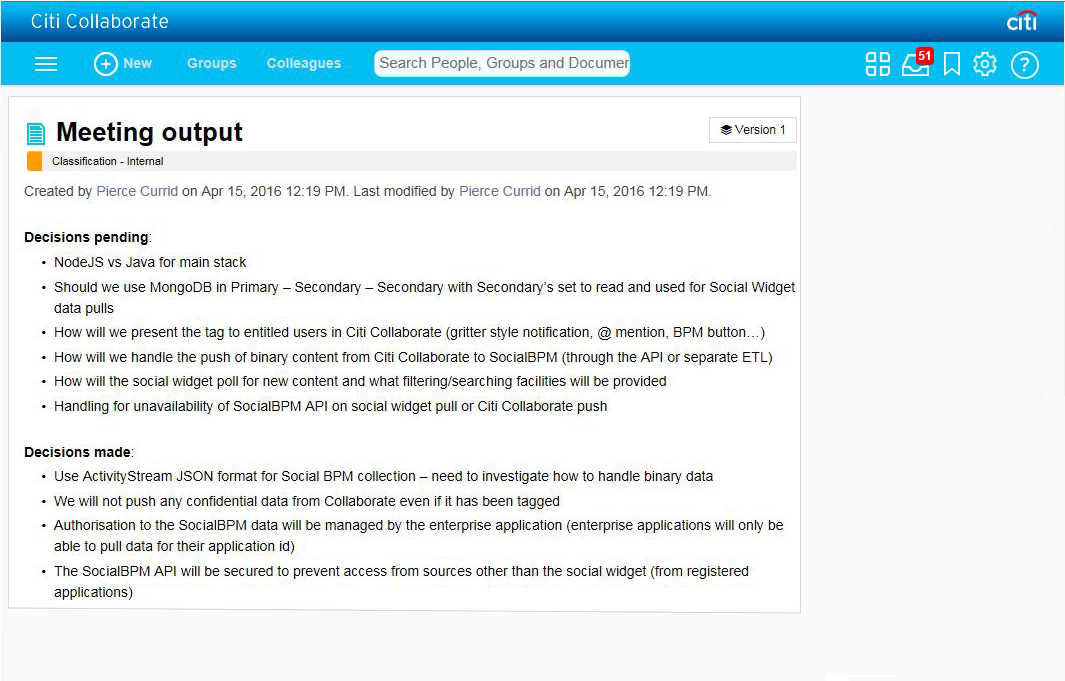 Citi Collaborate
citi
New Groups Colleagues Search People, Groups and Documen 51 ?
Meeting output
Version 1
Classification - Internal
Created by Pierce Currid on Apr 15, 2016 12:19 PM. Last modified by Pierce Currid on Apr 15, 2016 12:19 PM.
Decisions pending:
• NodeJS vs Java for main stack
• Should we use MongoDB in Primary – Secondary – Secondary with Secondary's set to read and used for Social Widget
data pulls
• How will we present the tag to entitled users in Citi Collaborate (gritter style notification, @ mention, BPM button…)
• How will we handle the push of binary content from Citi Collaborate to SocialBPM (through the API or separate ETL)
• How will the social widget poll for new content and what filtering/searching facilities will be provided
• Handling for unavailability of SocialBPM API on social widget pull or Citi Collaborate push
Decisions made:
• Use ActivityStream JSON format for Social BPM collection – need to investigate how to handle binary data
• We will not push any confidential data from Collaborate even if it has been tagged
• Authorisation to the SocialBPM data will be managed by the enterprise application (enterprise applications will only be
able to pull data for their application id)
• The SocialBPM API will be secured to prevent access from sources other than the social widget (from registered
applications)